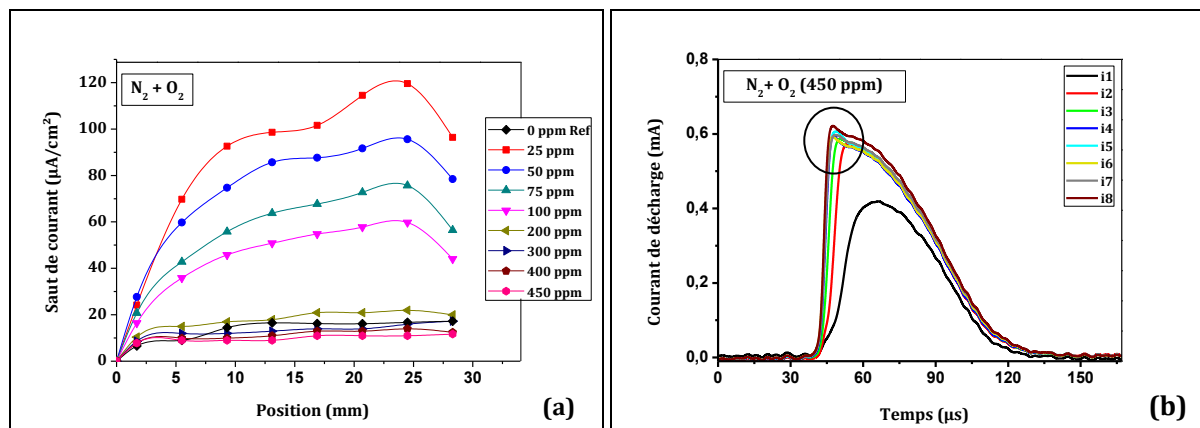 N₂ + O₂
Saut de courant (µA/cm²)
120
100
80
60
40
20
0
0 5 10 15 20 25 30
Position (mm)
0 ppm Ref
25 ppm
50 ppm
75 ppm
100 ppm
200 ppm
300 ppm
400 ppm
450 ppm
(a)
N₂+ O₂ (450 ppm)
Courant de décharge (mA)
0,8
0,6
0,4
0,2
0,0
0 30 60 90 120 150
Temps (µs)
i1
i2
i3
i4
i5
i6
i7
i8
(b)